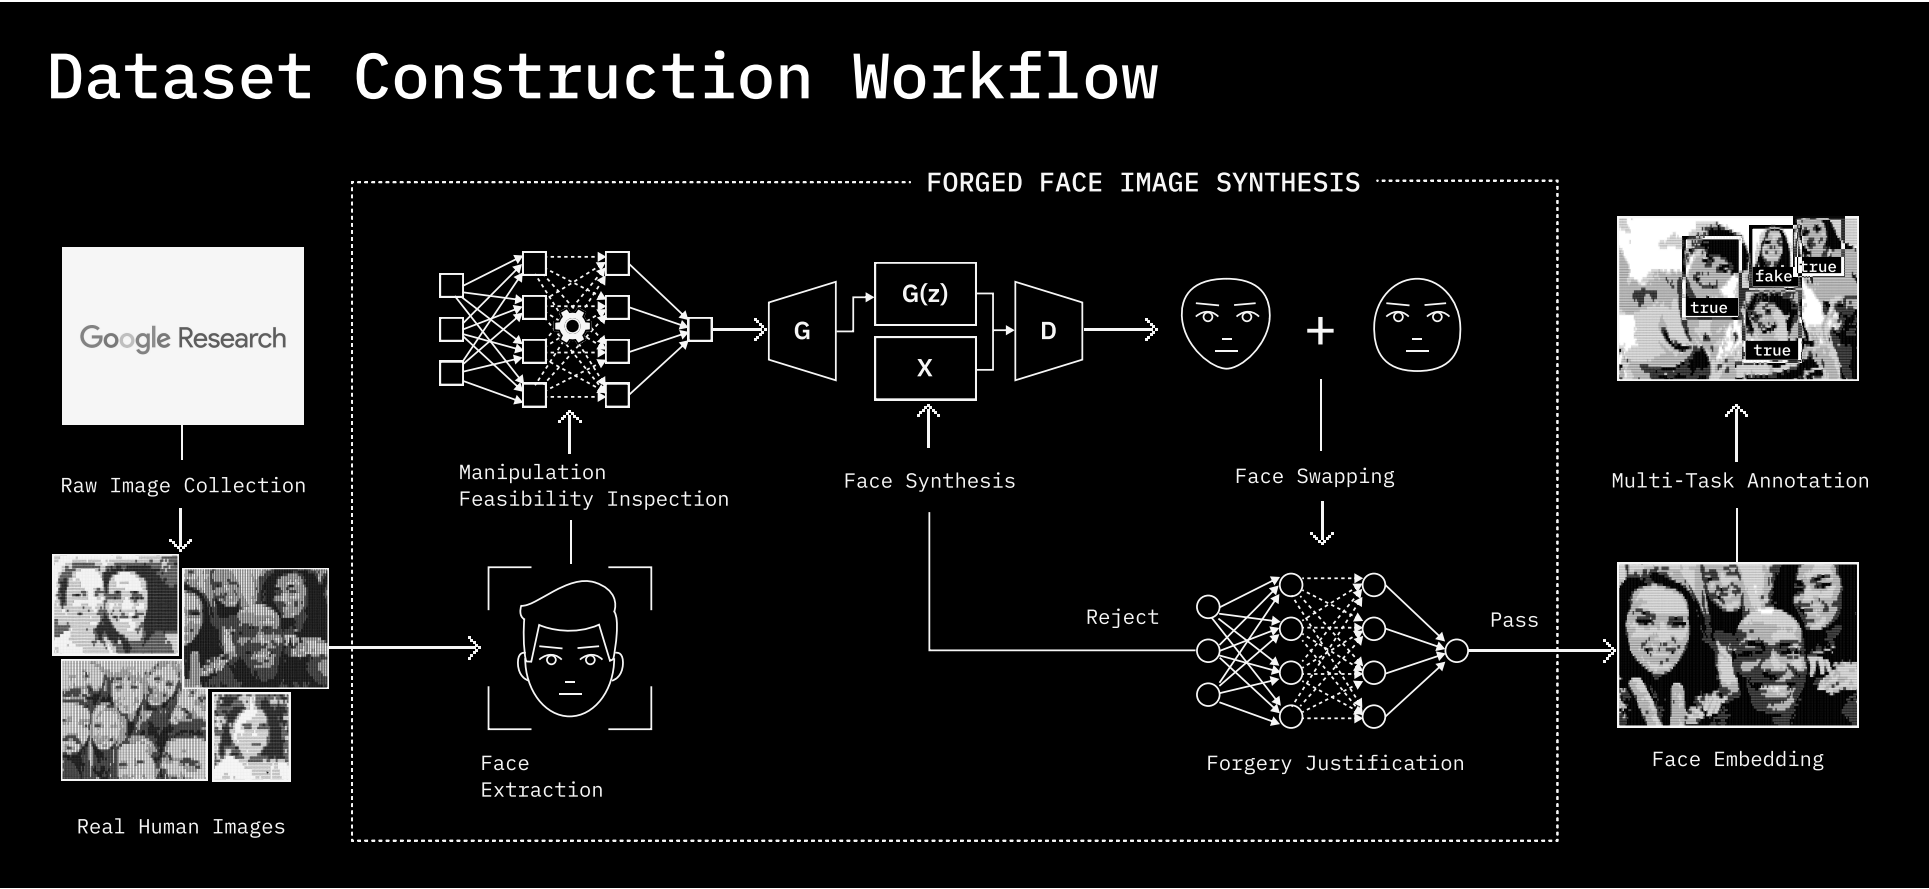 Dataset Construction Workflow
FORGED FACE IMAGE SYNTHESIS
Google Research
Raw Image Collection
Real Human Images
Manipulation
Feasibility Inspection
Face
Extraction
G
G(z)
X
D
Face Synthesis
+
Face Swapping
Reject
Pass
Forgery Justification
fake
true
true
true
Multi-Task Annotation
Face Embedding